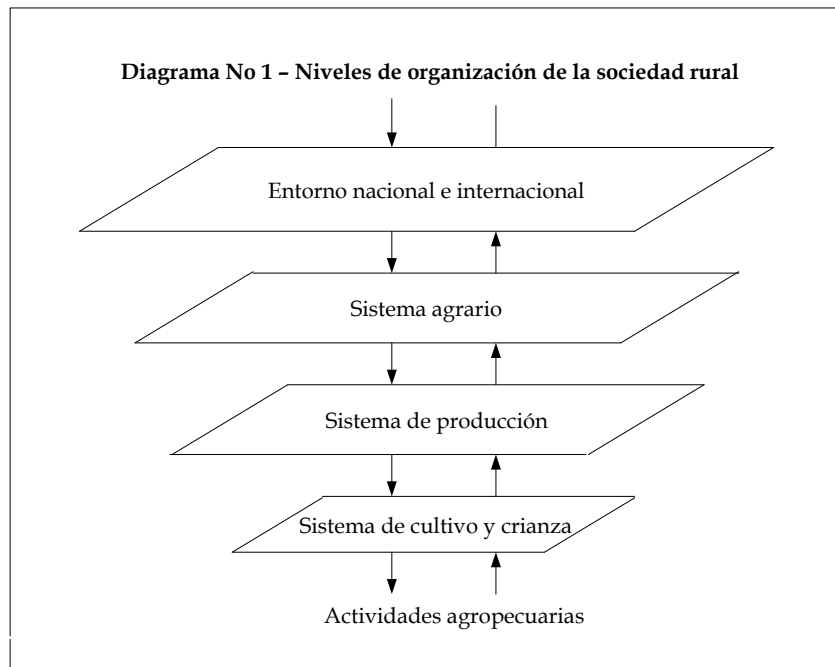 Diagrama No 1 – Niveles de organización de la sociedad rural
Entorno nacional e internacional
Sistema agrario
Sistema de producción
Sistema de cultivo y crianza
Actividades agropecuarias